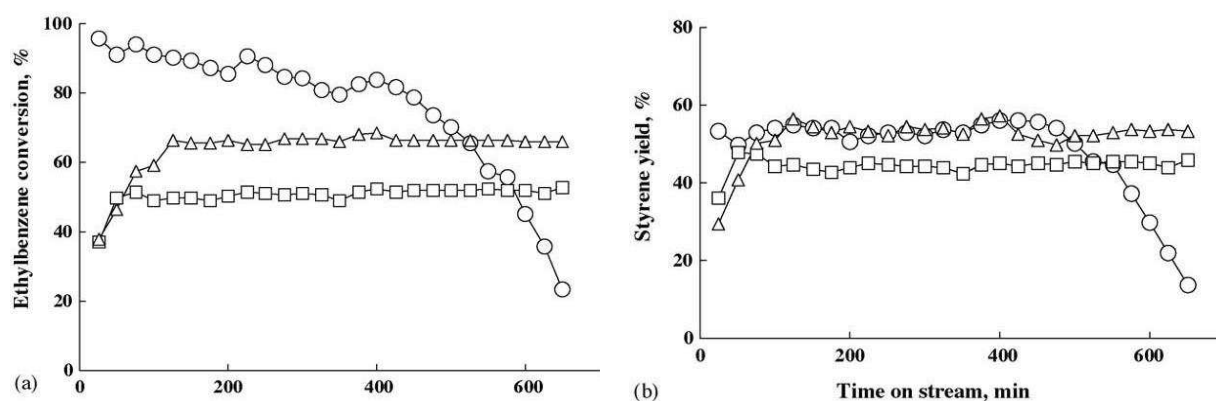 Ethylbenzene conversion, %
100
80
60
40
20
0
0 200 400 600
(a)
Styrene yield, %
80
60
40
20
0
0 200 400 600
Time on stream, min
(b)